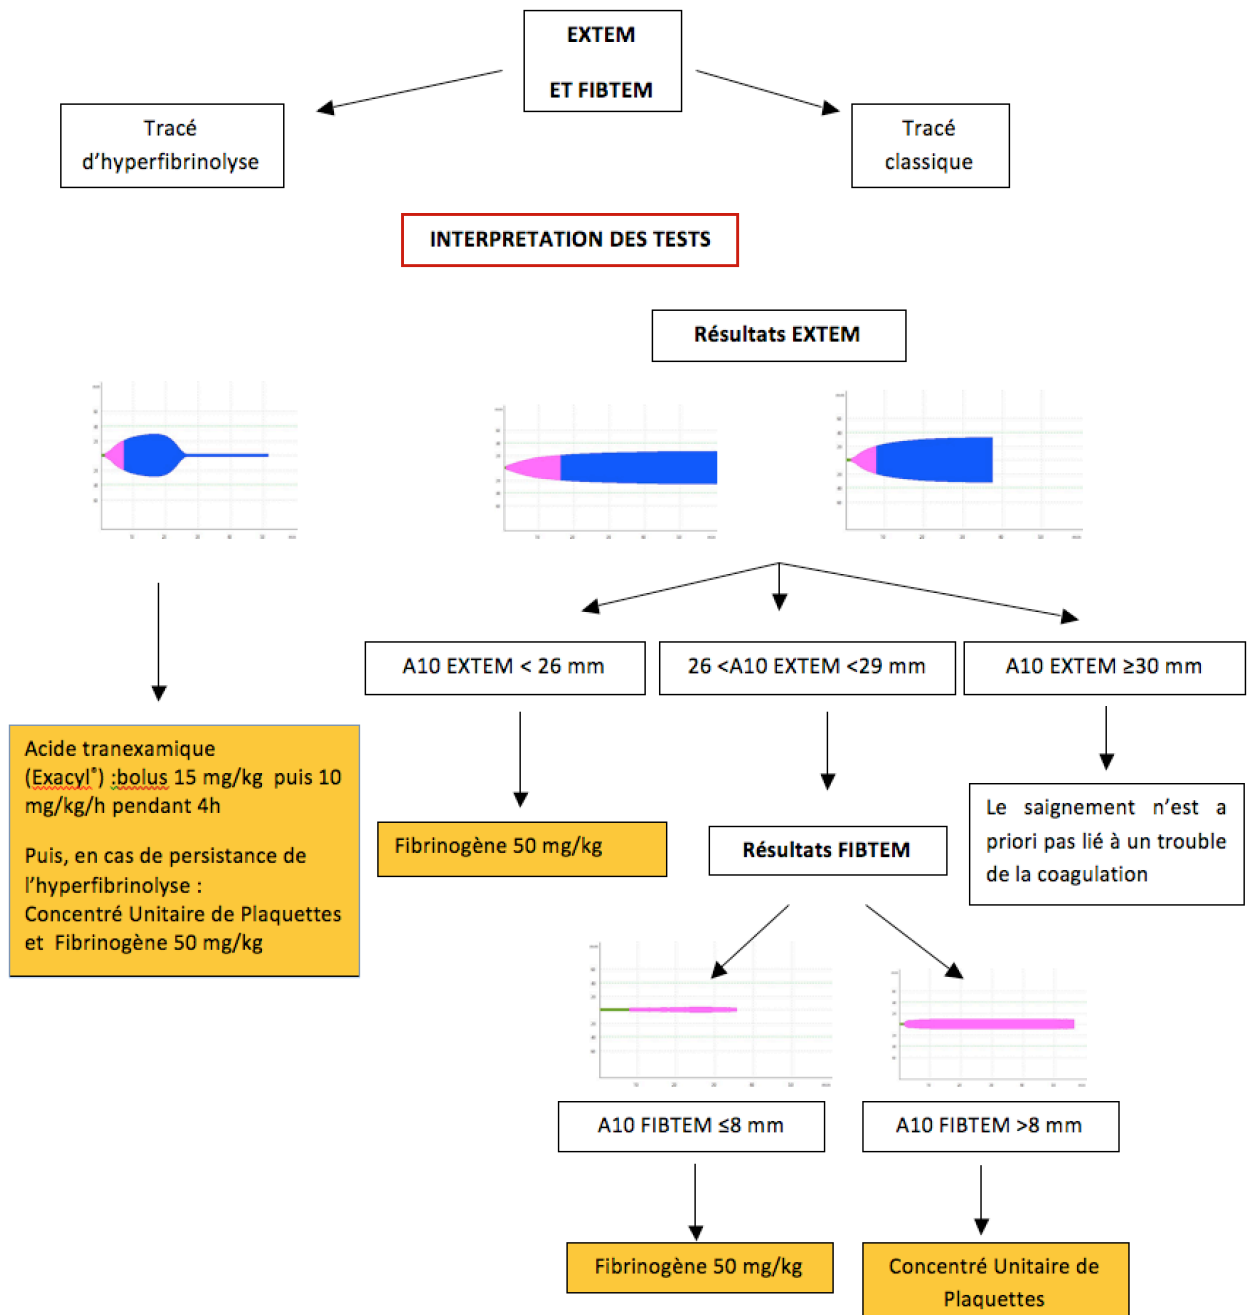 EXTEM
ET FIBTEM
Tracé
d’hyperfibrinolyse
Tracé
classique
INTERPRETATION DES TESTS
Résultats EXTEM
A10 EXTEM < 26 mm
26 <A10 EXTEM <29 mm
A10 EXTEM ≥30 mm
Acide tranexamique
(Exacyl®) :bolus 15 mg/kg puis 10
mg/kg/h pendant 4h
Puis, en cas de persistance de
l’hyperfibrinolyse :
Concentré Unitaire de Plaquettes
et Fibrinogène 50 mg/kg
Fibrinogène 50 mg/kg
Résultats FIBTEM
Le saignement n’est a
priori pas lié à un trouble
de la coagulation
A10 FIBTEM ≤8 mm
A10 FIBTEM >8 mm
Fibrinogène 50 mg/kg
Concentré Unitaire de
Plaquettes